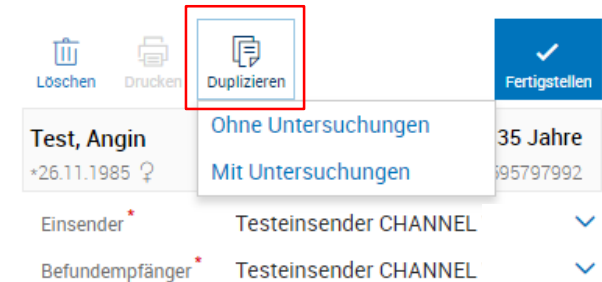 Löschen Drucken Duplizieren Fertigstellen
Test, Angin 35 Jahre
*26.11.1985 ♀ 595797992
Ohne Untersuchungen
Mit Untersuchungen
Einsender* Testeinsender CHANNEL
Befundempfänger* Testeinsender CHANNEL